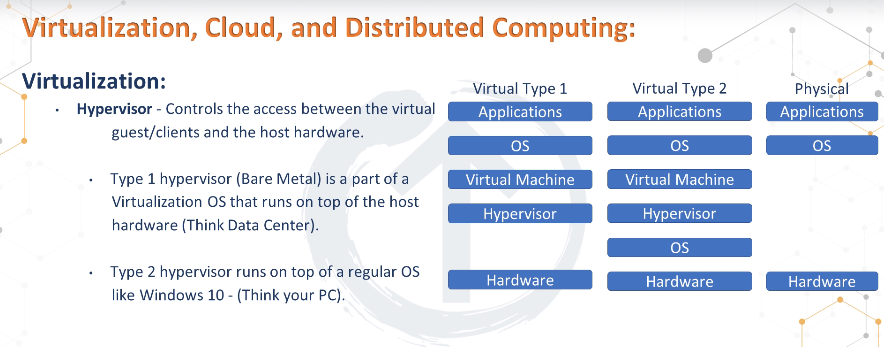 Virtualization, Cloud, and Distributed Computing:
Virtualization:
· Hypervisor - Controls the access between the virtual
guest/clients and the host hardware.
· Type 1 hypervisor (Bare Metal) is a part of a
Virtualization OS that runs on top of the host
hardware (Think Data Center).
· Type 2 hypervisor runs on top of a regular OS
like Windows 10 - (Think your PC).
Virtual Type 1
Applications
OS
Virtual Machine
Hypervisor
Hardware
Virtual Type 2
Applications
OS
Virtual Machine
Hypervisor
OS
Hardware
Physical
Applications
OS
Hardware